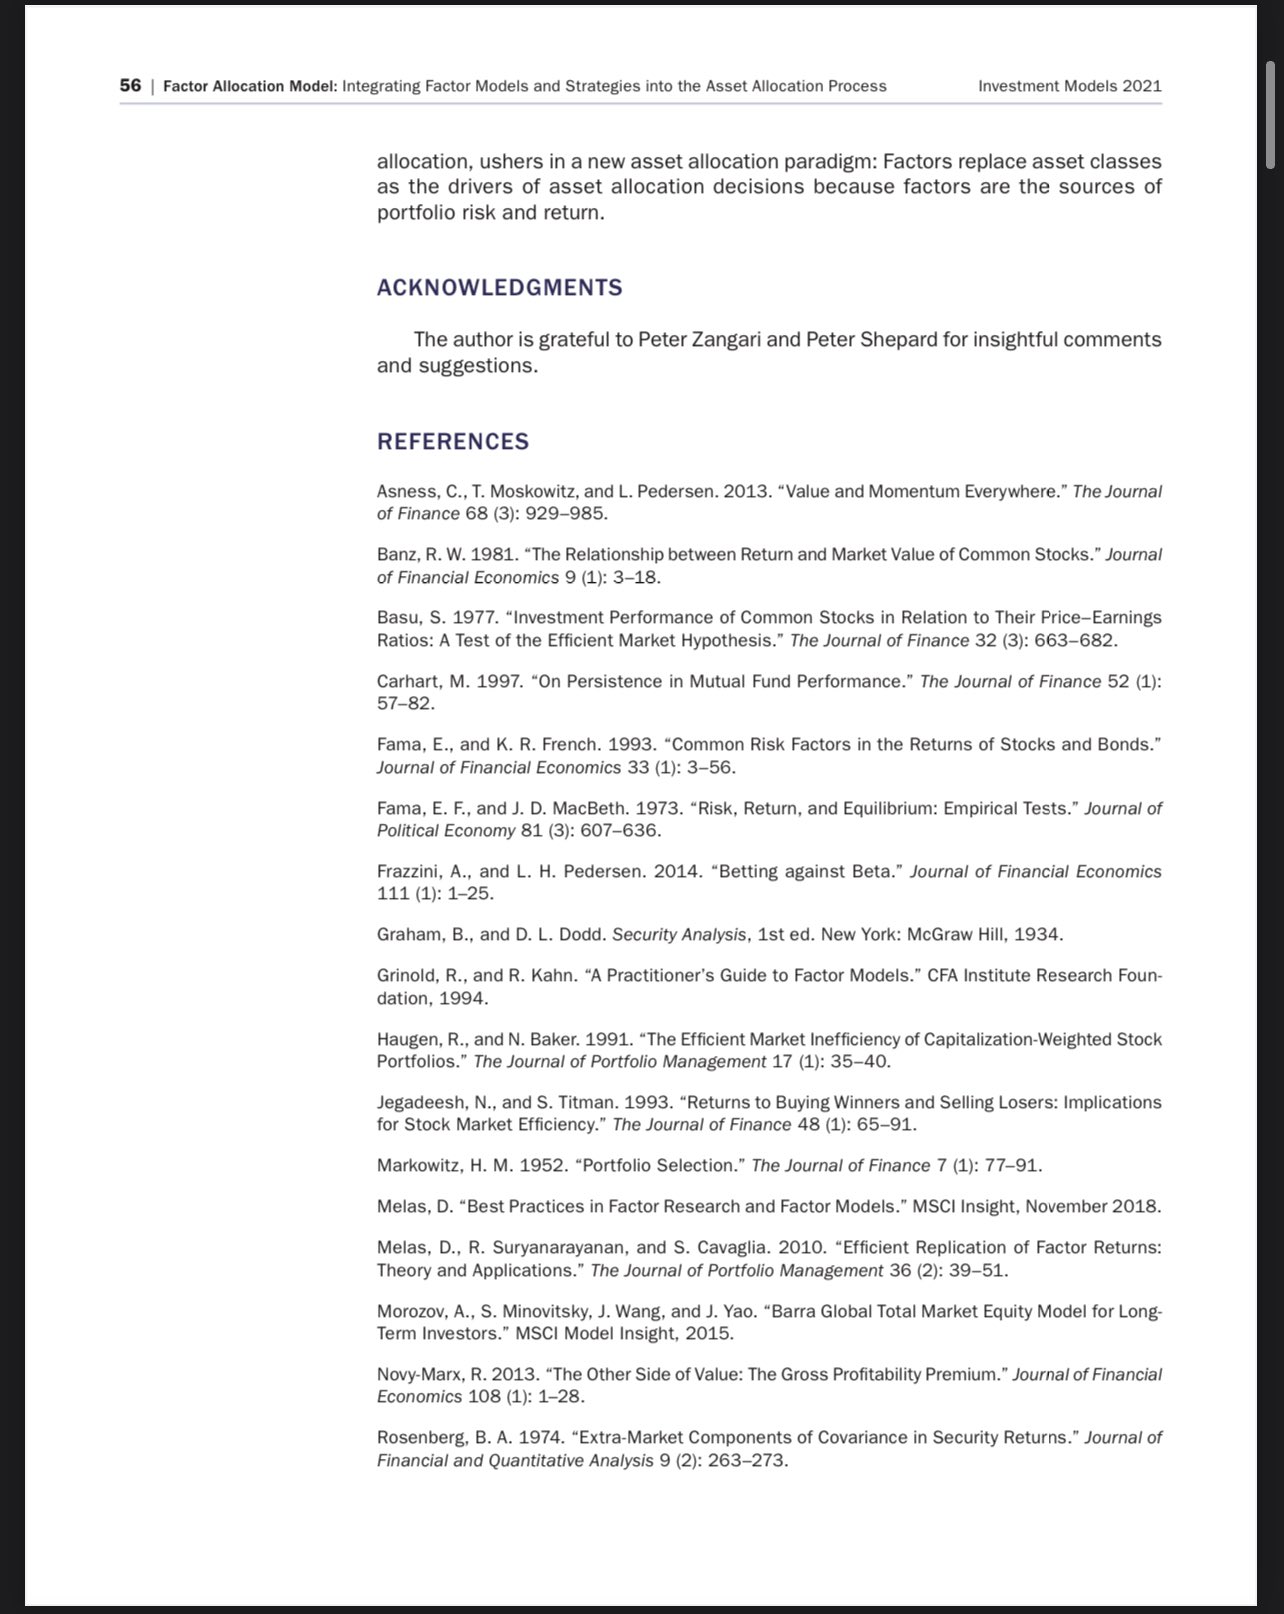 56 | Factor Allocation Model: Integrating Factor Models and Strategies into the Asset Allocation Process Investment Models 2021
allocation, ushers in a new asset allocation paradigm: Factors replace asset classes
as the drivers of asset allocation decisions because factors are the sources of
portfolio risk and return.
ACKNOWLEDGMENTS
The author is grateful to Peter Zangari and Peter Shepard for insightful comments
and suggestions.
REFERENCES
Asness, C., T. Moskowitz, and L. Pedersen. 2013. “Value and Momentum Everywhere.” The Journal
of Finance 68 (3): 929–985.
Banz, R. W. 1981. “The Relationship between Return and Market Value of Common Stocks.” Journal
of Financial Economics 9 (1): 3–18.
Basu, S. 1977. “Investment Performance of Common Stocks in Relation to Their Price–Earnings
Ratios: A Test of the Efficient Market Hypothesis.” The Journal of Finance 32 (3): 663–682.
Carhart, M. 1997. “On Persistence in Mutual Fund Performance.” The Journal of Finance 52 (1):
57–82.
Fama, E., and K. R. French. 1993. “Common Risk Factors in the Returns of Stocks and Bonds.”
Journal of Financial Economics 33 (1): 3–56.
Fama, E. F., and J. D. MacBeth. 1973. “Risk, Return, and Equilibrium: Empirical Tests.” Journal of
Political Economy 81 (3): 607–636.
Frazzini, A., and L. H. Pedersen. 2014. “Betting against Beta.” Journal of Financial Economics
111 (1): 1–25.
Graham, B., and D. L. Dodd. Security Analysis, 1st ed. New York: McGraw Hill, 1934.
Grinold, R., and R. Kahn. “A Practitioner’s Guide to Factor Models.” CFA Institute Research Foun-
dation, 1994.
Haugen, R., and N. Baker. 1991. “The Efficient Market Inefficiency of Capitalization-Weighted Stock
Portfolios.” The Journal of Portfolio Management 17 (1): 35–40.
Jegadeesh, N., and S. Titman. 1993. “Returns to Buying Winners and Selling Losers: Implications
for Stock Market Efficiency.” The Journal of Finance 48 (1): 65–91.
Markowitz, H. M. 1952. “Portfolio Selection.” The Journal of Finance 7 (1): 77–91.
Melas, D. “Best Practices in Factor Research and Factor Models.” MSCI Insight, November 2018.
Melas, D., R. Suryanarayanan, and S. Cavaglia. 2010. “Efficient Replication of Factor Returns:
Theory and Applications.” The Journal of Portfolio Management 36 (2): 39–51.
Morozov, A., S. Minovitsky, J. Wang, and J. Yao. “Barra Global Total Market Equity Model for Long-
Term Investors.” MSCI Model Insight, 2015.
Novy-Marx, R. 2013. “The Other Side of Value: The Gross Profitability Premium.” Journal of Financial
Economics 108 (1): 1–28.
Rosenberg, B. A. 1974. “Extra-Market Components of Covariance in Security Returns.” Journal of
Financial and Quantitative Analysis 9 (2): 263–273.